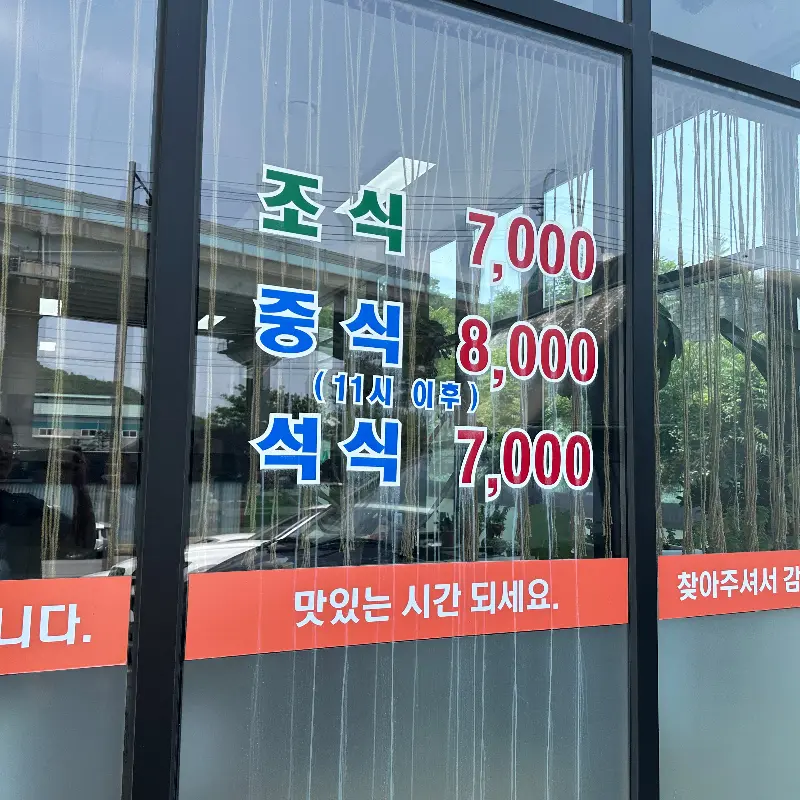 조식 7,000
중식 8,000
(11시 이후)
석식 7,000
니다.
맛있는 시간 되세요.
찾아주셔서 감